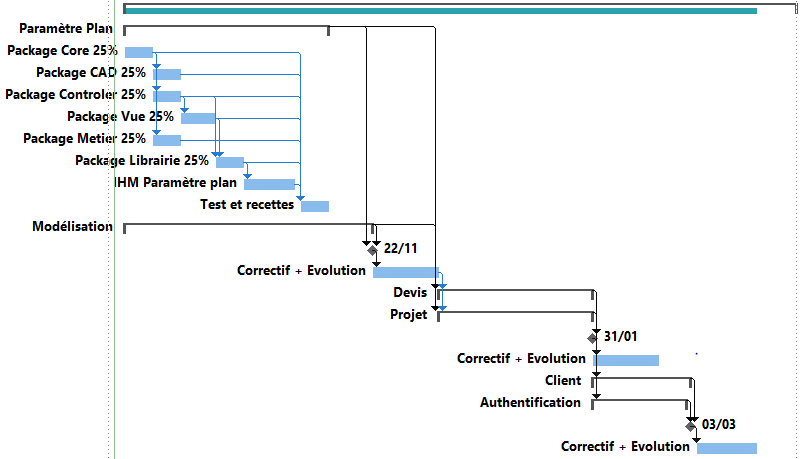 Paramètre Plan
Package Core 25%
Package CAD 25%
Package Controler 25%
Package Vue 25%
Package Metier 25%
Package Librairie 25%
IHM Paramètre plan
Test et recettes
Modélisation
22/11
Correctif + Evolution
Devis
Projet
31/01
Correctif + Evolution
Client
Authentification
03/03
Correctif + Evolution